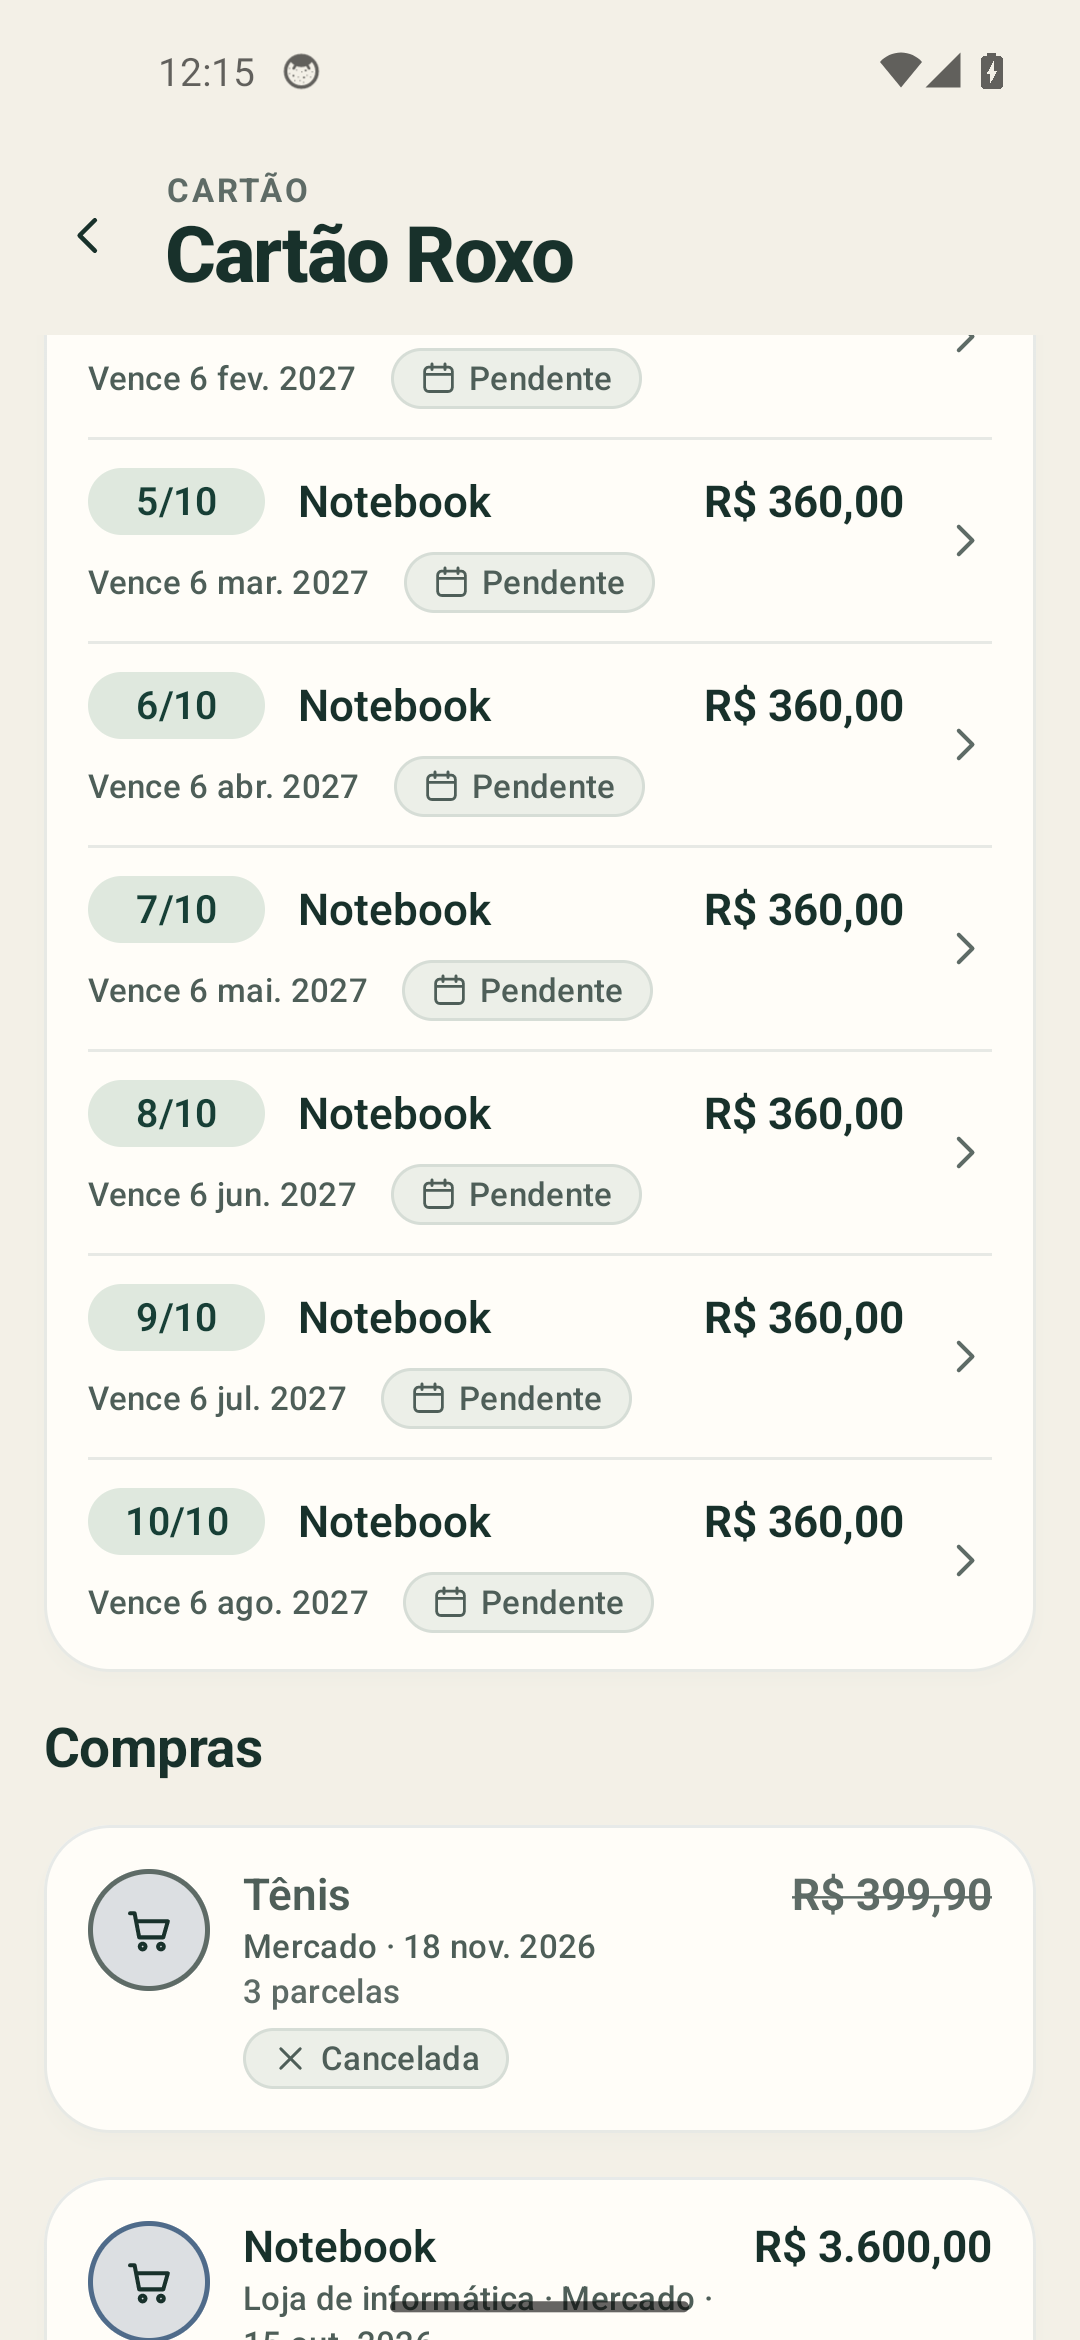 12:15
CARTÃO
Cartão Roxo
Vence 6 fev. 2027 Pendente
5/10 Notebook R$ 360,00
Vence 6 mar. 2027 Pendente
6/10 Notebook R$ 360,00
Vence 6 abr. 2027 Pendente
7/10 Notebook R$ 360,00
Vence 6 mai. 2027 Pendente
8/10 Notebook R$ 360,00
Vence 6 jun. 2027 Pendente
9/10 Notebook R$ 360,00
Vence 6 jul. 2027 Pendente
10/10 Notebook R$ 360,00
Vence 6 ago. 2027 Pendente
Compras
Tênis R$ 399,90
Mercado · 18 nov. 2026
3 parcelas
Cancelada
Notebook R$ 3.600,00
Loja de informática · Mercado ·
15 out. 2026